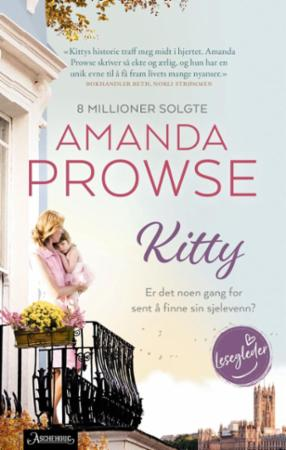 «Kittys historie traff meg midt i hjertet. Amanda
Prowse skriver så ekte og ærlig, og hun har en
unik evne til å få fram livets mange nyanser.»
BOKHANDLER BETH, NORLI STRØMMEN
8 MILLIONER SOLGTE
AMANDA
PROWSE
Kitty
Er det noen gang for
sent å finne sin sjelevenn?
Lesegleder
ASCHEHOUG